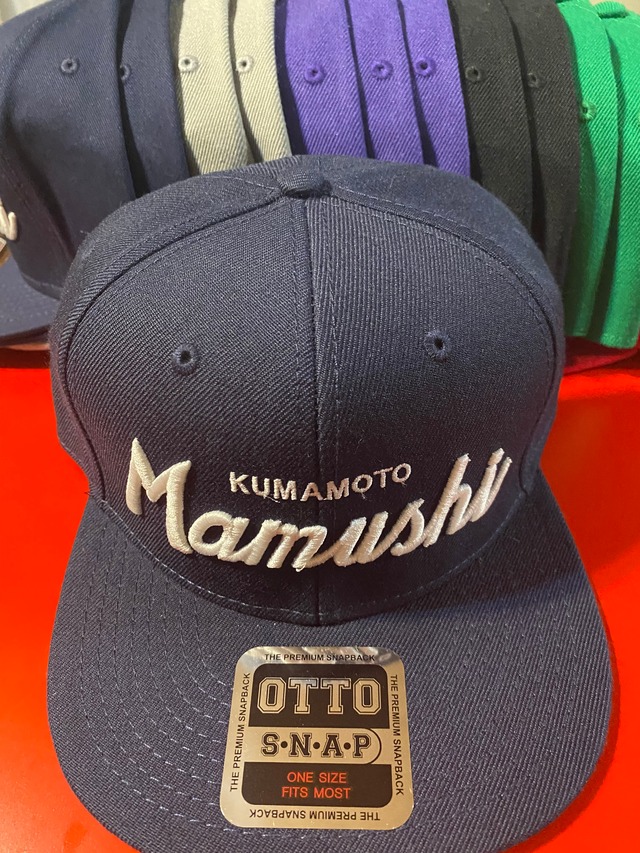 KUMAMOTO
Mamushi
THE PREMIUM SNAPBACK
THE PREMIUM SNAPBACK
OTTO
S·N·A·P
ONE SIZE
FITS MOST
THE PREMIUM SNAPBACK
THE PREMIUM SNAPBACK